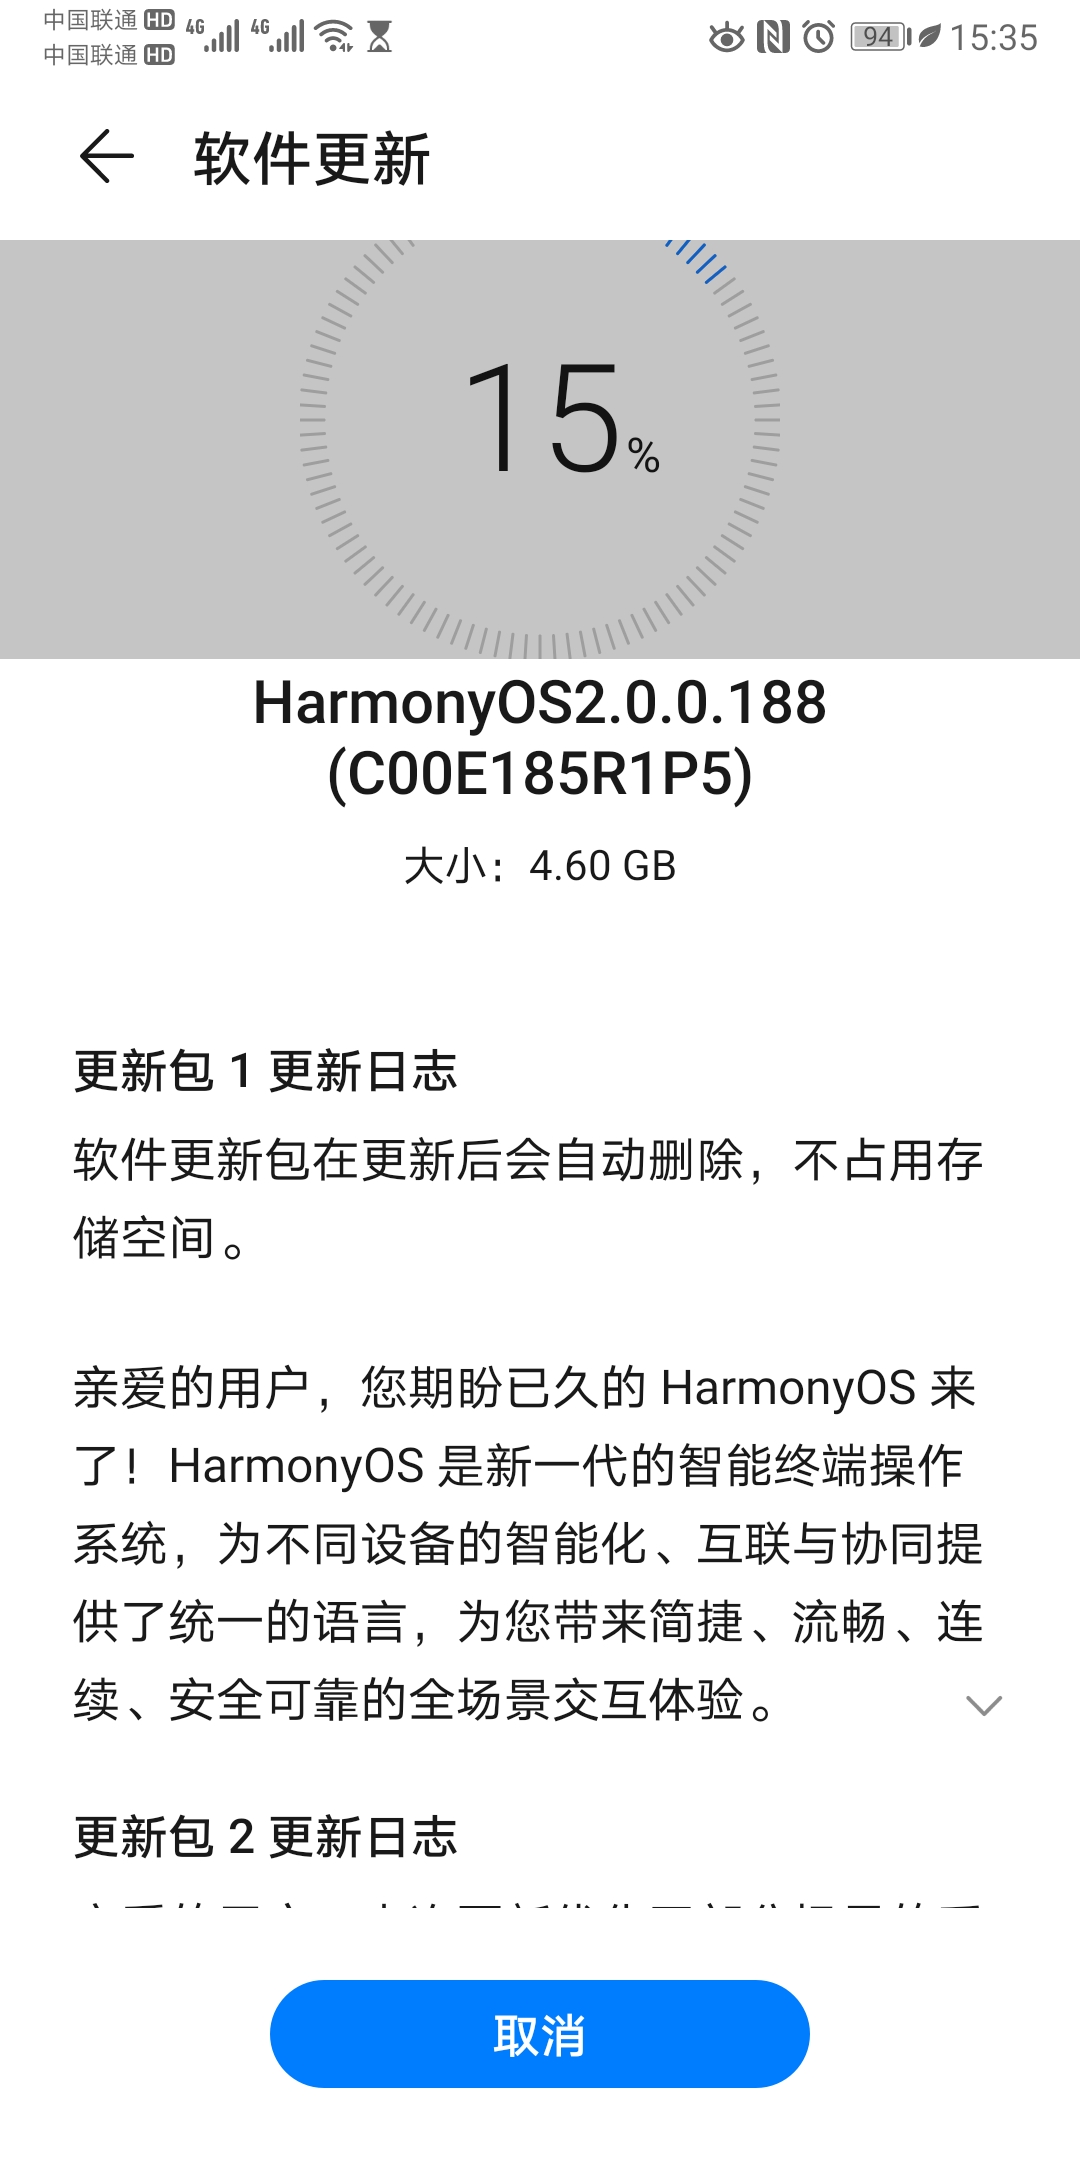 中国联通 HD 4G 4G
中国联通 HD
94 15:35
软件更新
15%
HarmonyOS2.0.0.188
(C00E185R1P5)
大小：4.60 GB
更新包 1 更新日志
软件更新包在更新后会自动删除，不占用存
储空间。
亲爱的用户，您期盼已久的 HarmonyOS 来
了！HarmonyOS 是新一代的智能终端操作
系统，为不同设备的智能化、互联与协同提
供了统一的语言，为您带来简捷、流畅、连
续、安全可靠的全场景交互体验。
更新包 2 更新日志
取消